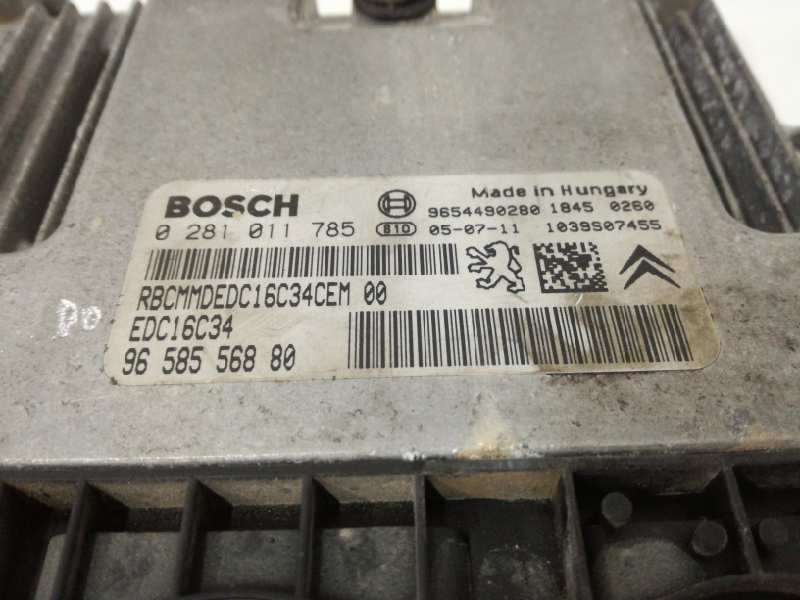 BOSCH
Made in Hungary
0 281 011 785
9654490280 1845 0260
810 05-07-11 1039S07455
RBCMMDEDC16C34CEM 00
EDC16C34
96 585 568 80